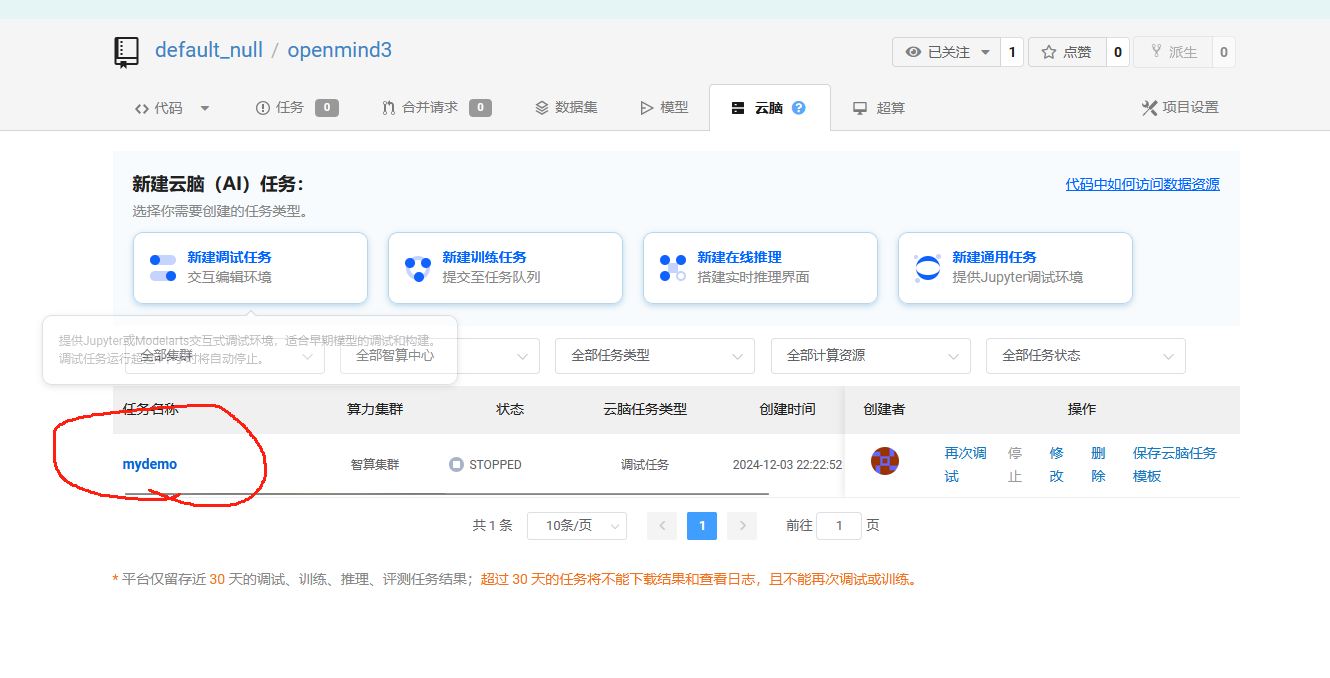 default_null / openmind3
已关注 1 点赞 0 派生 0
代码 任务 0 合并请求 0 数据集 模型 云脑 ? 超算 项目设置
新建云脑（AI）任务：
代码中如何访问数据资源
选择你需要创建的任务类型。
新建调试任务 新建训练任务 新建在线推理 新建通用任务
交互编辑环境 提交至任务队列 搭建实时推理界面 提供Jupyter调试环境
提供Jupyter或Modelarts交互式调试环境，适合早期模型的调试和构建。
调试任务运行超过 小时将自动停止。
全部集群 全部智算中心 全部任务类型 全部计算资源 全部任务状态
任务名称 算力集群 状态 云脑任务类型 创建时间 创建者 操作
mydemo 智算集群 STOPPED 调试任务 2024-12-03 22:22:52 再次调试 停止 修改 删除 保存云脑任务模板
共 1 条 10条/页 1 前往 1 页
* 平台仅留存近 30 天的调试、训练、推理、评测任务结果；超过 30 天的任务将不能下载结果和查看日志，且不能再次调试或训练。